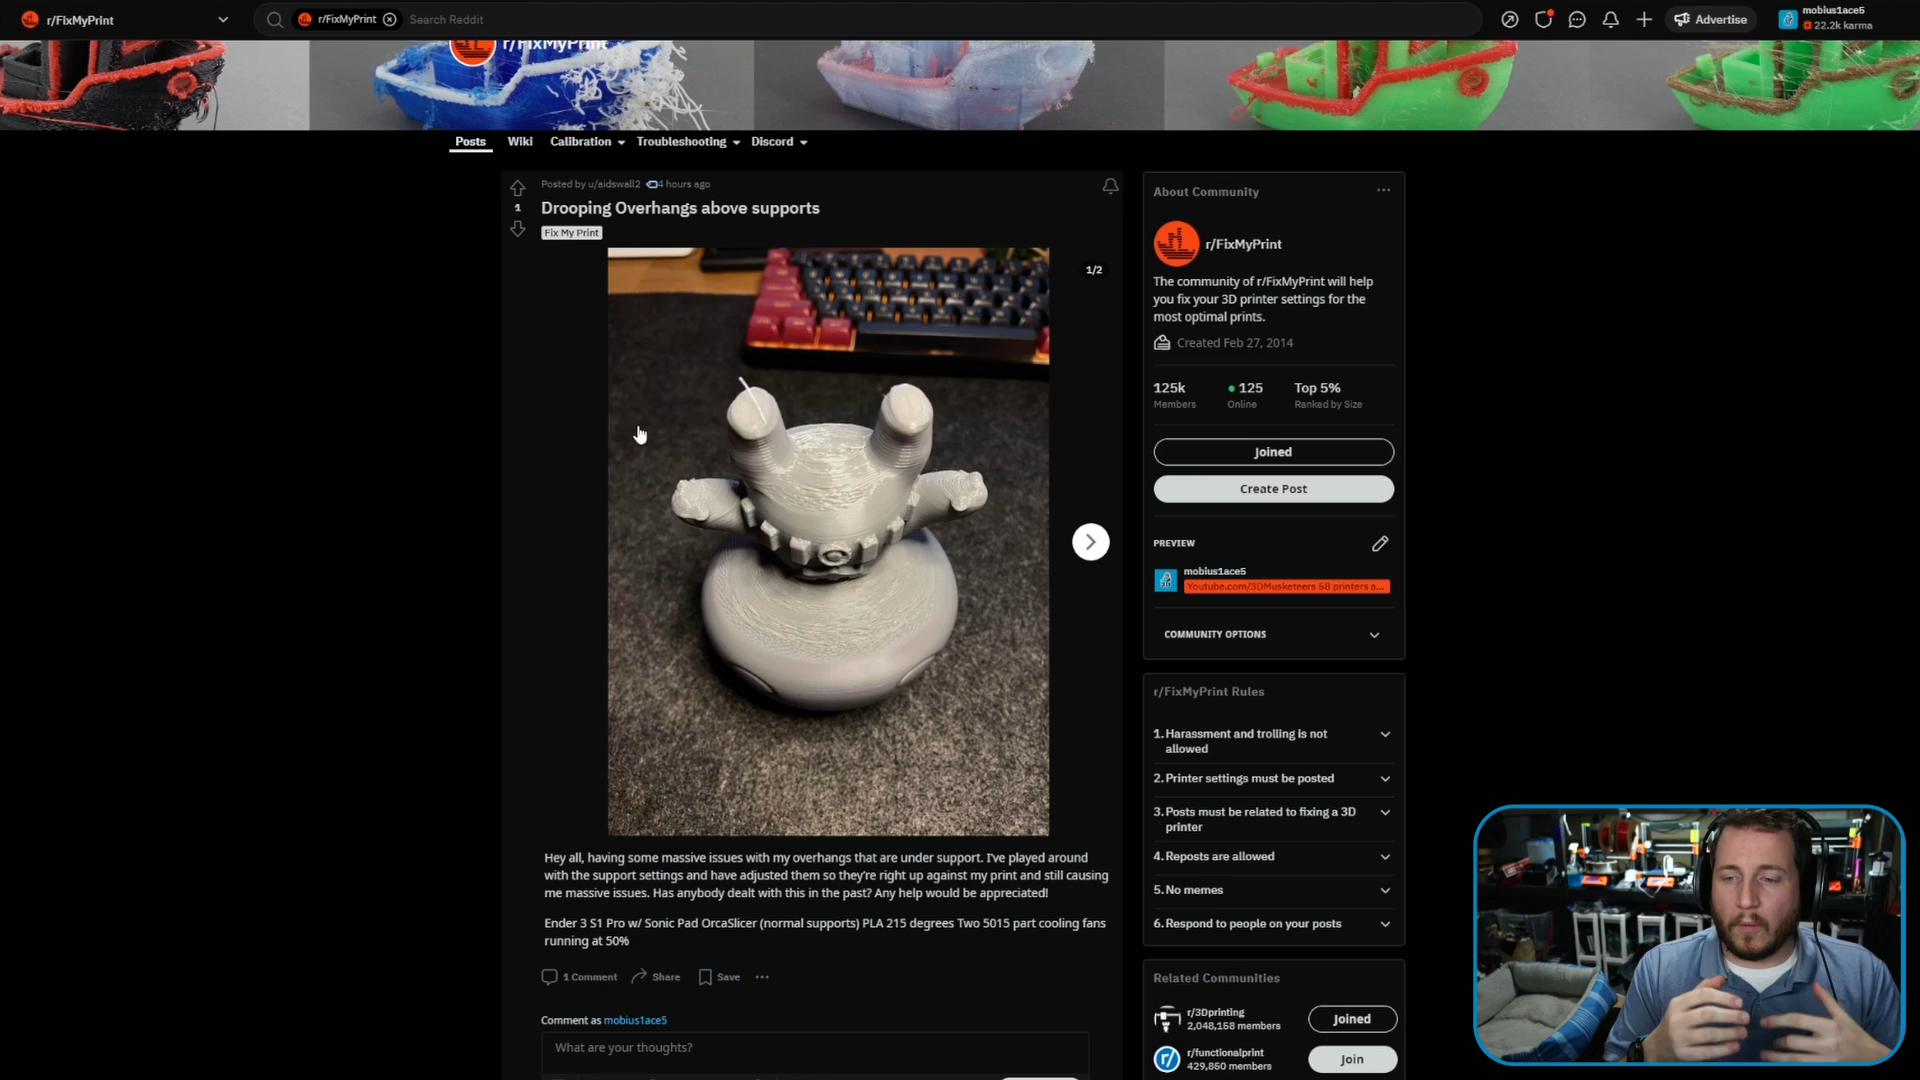 r/FixMyPrint
r/FixMyPrint
Search Reddit
Advertise
mobius1ace5
22.2k karma
r/FixMyPrint
Posts
Wiki
Calibration
Troubleshooting
Discord
Posted by u/aidswall2
4 hours ago
1
Drooping Overhangs above supports
Fix My Print
1/2
Hey all, having some massive issues with my overhangs that are under support. I've played around
with the support settings and have adjusted them so they're right up against my print and still causing
me massive issues. Has anybody dealt with this in the past? Any help would be appreciated!
Ender 3 S1 Pro w/ Sonic Pad OrcaSlicer (normal supports) PLA 215 degrees Two 5015 part cooling fans
running at 50%
1 Comment
Share
Save
Comment as mobius1ace5
What are your thoughts?
About Community
r/FixMyPrint
The community of r/FixMyPrint will help
you fix your 3D printer settings for the
most optimal prints.
Created Feb 27, 2014
125k
Members
125
Online
Top 5%
Ranked by Size
Joined
Create Post
PREVIEW
mobius1ace5
Youtube.com/3DMusketeers 58 printers a...
COMMUNITY OPTIONS
r/FixMyPrint Rules
1. Harassment and trolling is not
allowed
2. Printer settings must be posted
3. Posts must be related to fixing a 3D
printer
4. Reposts are allowed
5. No memes
6. Respond to people on your posts
Related Communities
r/3Dprinting
2,048,158 members
Joined
r/functionalprint
429,850 members
Join